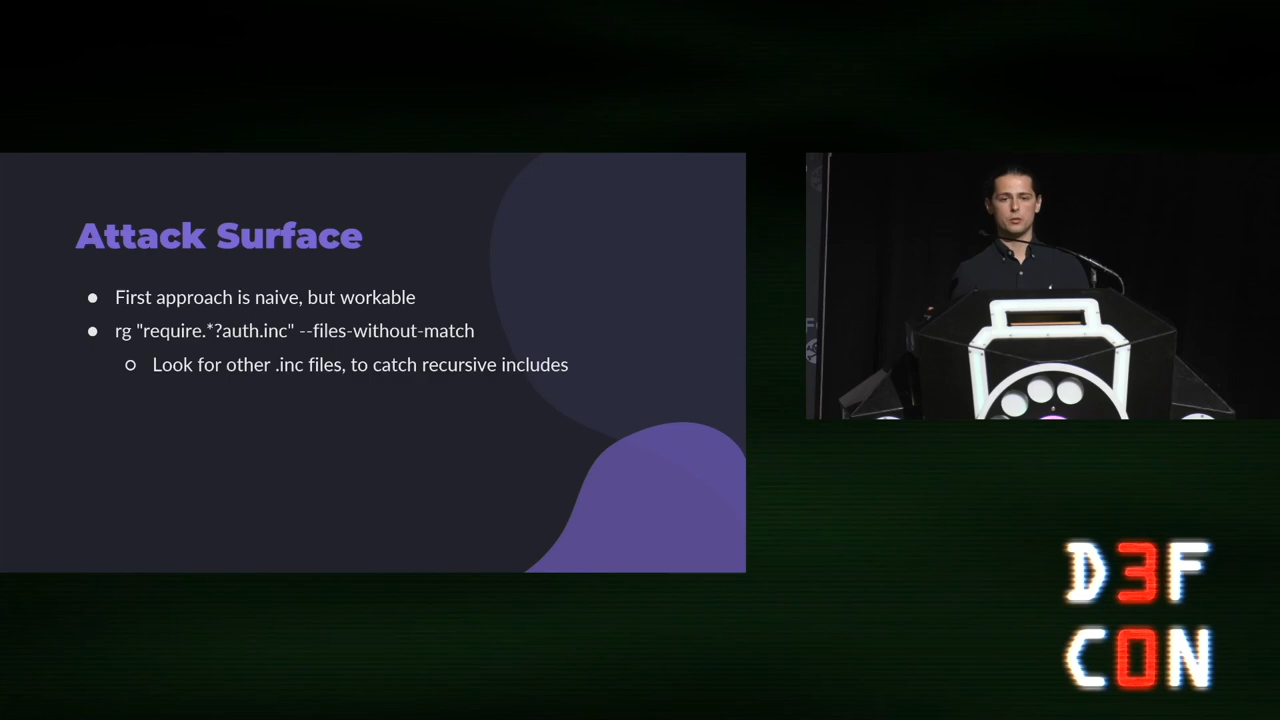 Attack Surface
● First approach is naive, but workable
● rg "require.*?auth.inc" --files-without-match
○ Look for other .inc files, to catch recursive includes
D3F
C0N